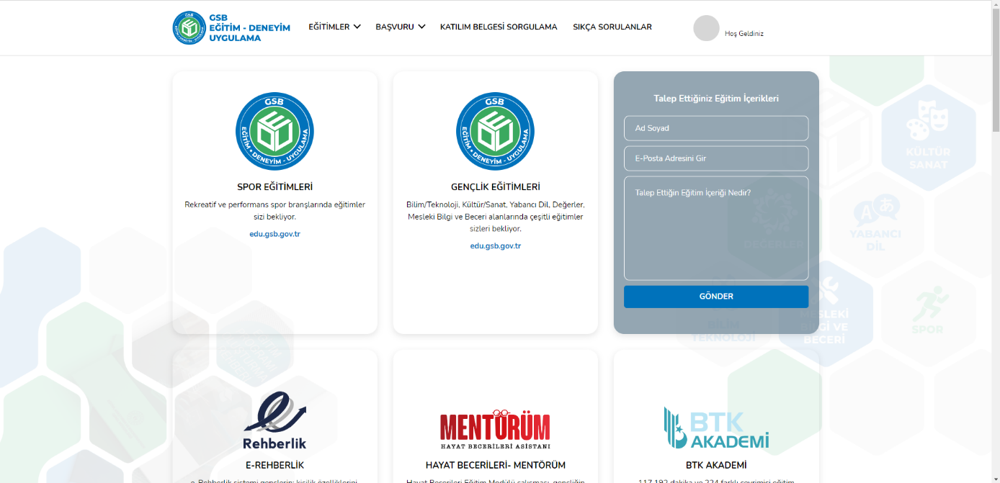 GSB
EĞİTİM - DENEYİM
UYGULAMA
EĞİTİMLER
BAŞVURU
KATILIM BELGESİ SORGULAMA
SIKÇA SORULANLAR
Hoş Geldiniz
GSB
EĞİTİM • DENEYİM - UYGULAMA
SPOR EĞİTİMLERİ
Rekreatif ve performans spor branşlarında eğitimler
sizi bekliyor.
edu.gsb.gov.tr
GSB
EĞİTİM • DENEYİM - UYGULAMA
GENÇLİK EĞİTİMLERİ
Bilim/Teknoloji, Kültür/Sanat, Yabancı Dil, Değerler,
Mesleki Bilgi ve Beceri alanlarında çeşitli eğitimler
sizleri bekliyor.
edu.gsb.gov.tr
Talep Ettiğiniz Eğitim İçerikleri
Ad Soyad
E-Posta Adresini Gir
Talep Ettiğin Eğitim İçeriği Nedir?
GÖNDER
KÜLTÜR
SANAT
YABANCI
DİL
DEĞERLER
MESLEKİ
BİLGİ VE
BECERİ
BİLİM
TEKNOLOJİ
SPOR
Rehberlik
E-REHBERLİK
e-Rehberlik sistemi gençlerin; kişilik özelliklerini
MENTÖRÜM
HAYAT BECERİLERİ ASİSTANI
HAYAT BECERİLERİ- MENTÖRÜM
Hayat Becerileri Eğitim Modülü çalışması, gençliğin
BTK
AKADEMİ
BTK AKADEMİ
117.192 dakika ve 224 farklı çevrimiçi eğitim